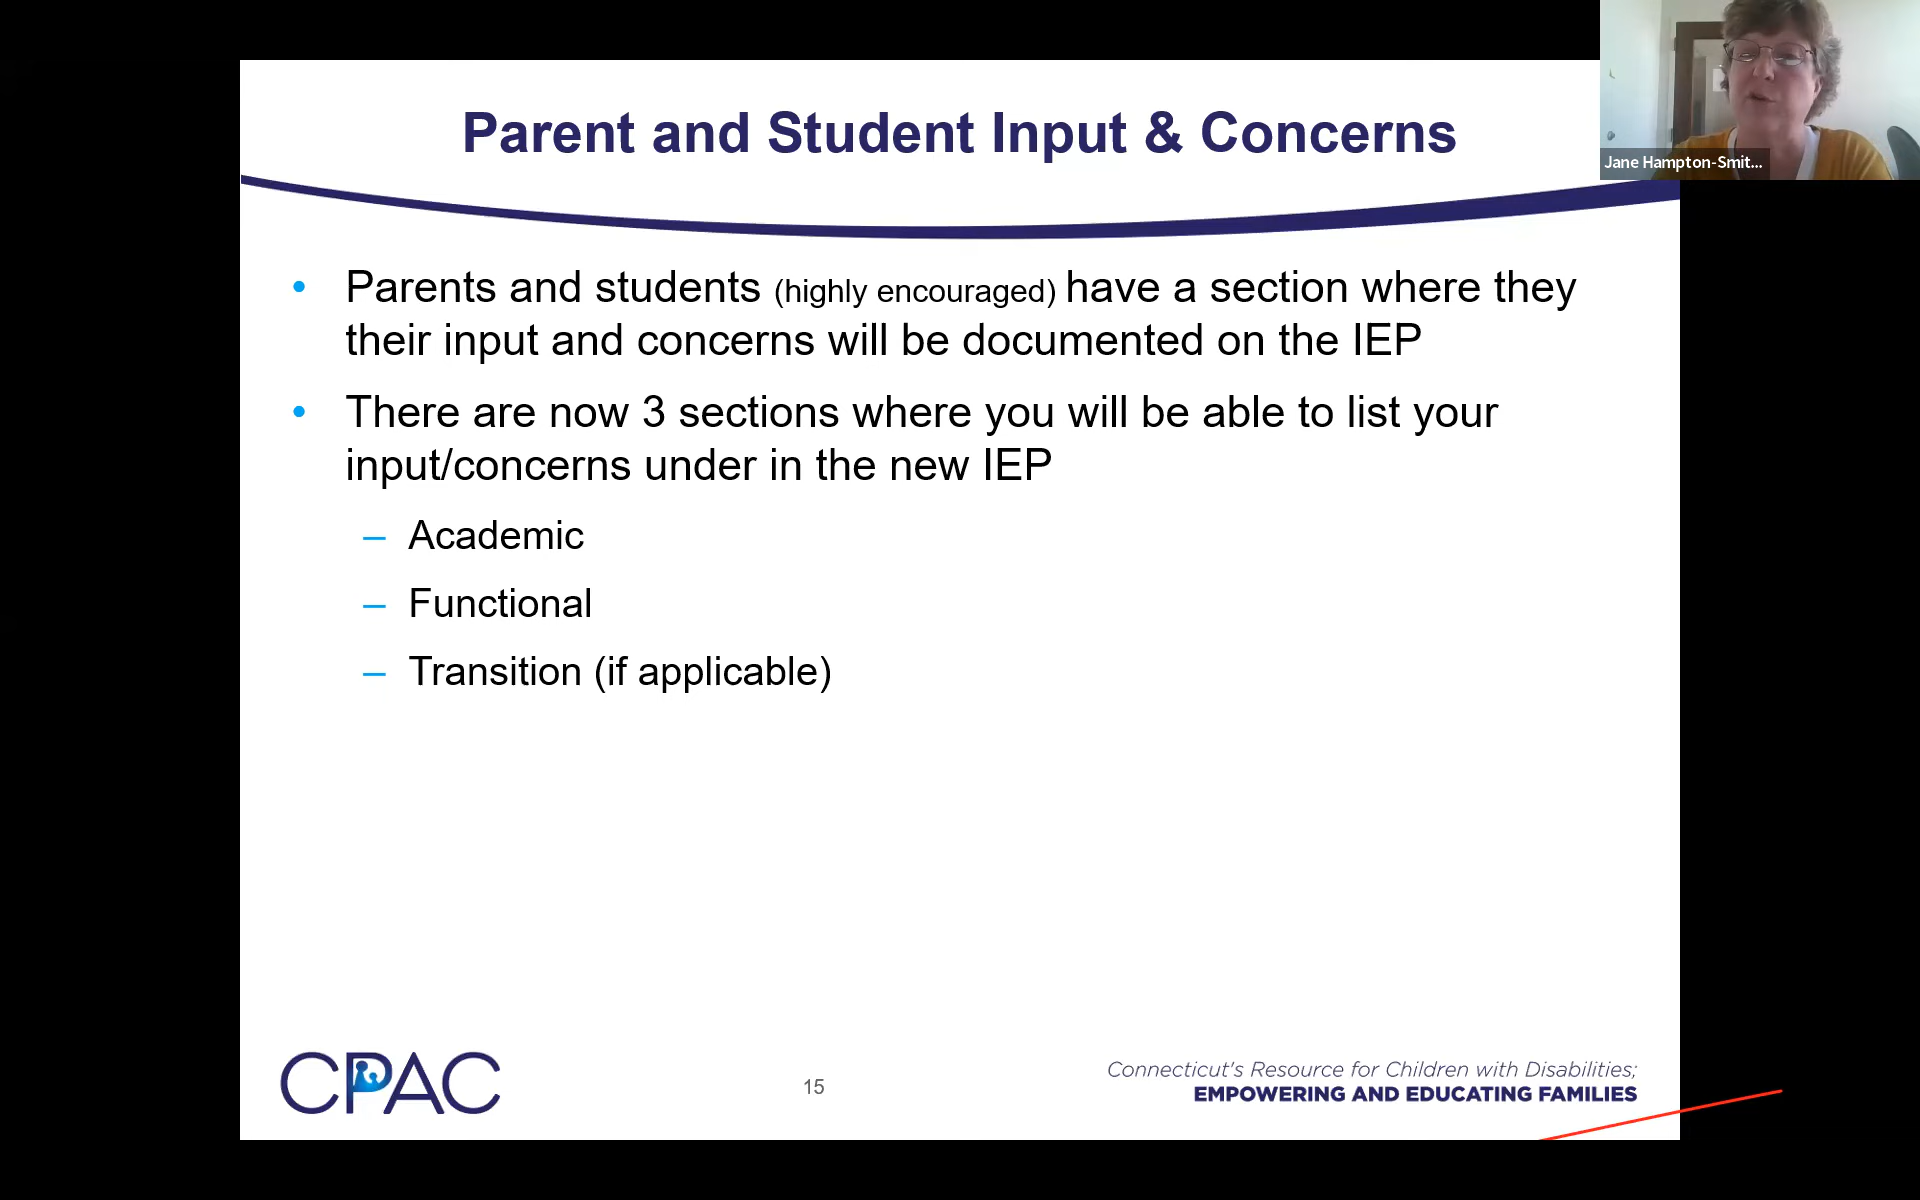 Parent and Student Input & Concerns
Jane Hampton-Smit...
• Parents and students (highly encouraged) have a section where they
their input and concerns will be documented on the IEP
• There are now 3 sections where you will be able to list your
input/concerns under in the new IEP
– Academic
– Functional
– Transition (if applicable)
CPAC
15
Connecticut's Resource for Children with Disabilities;
EMPOWERING AND EDUCATING FAMILIES